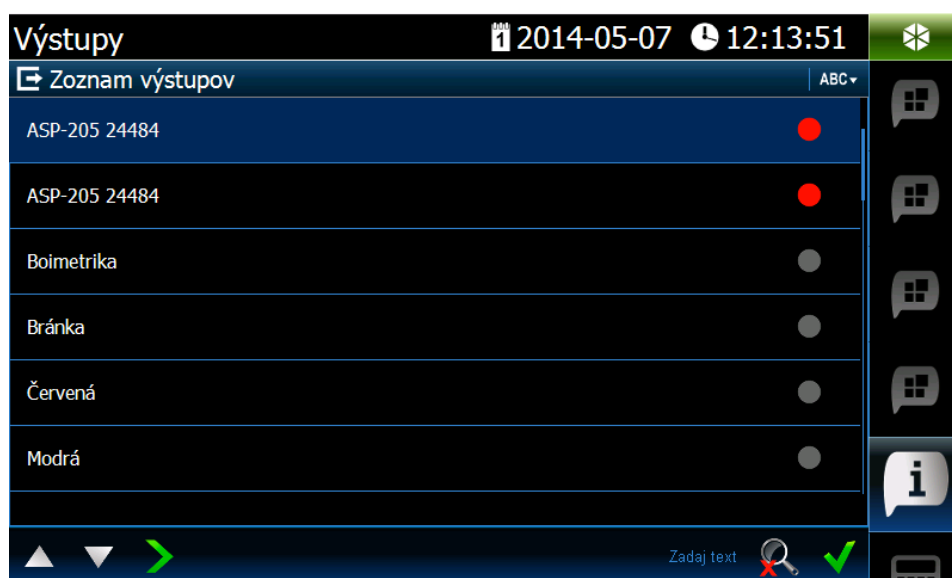 Výstupy 1 2014-05-07 12:13:51
Zoznam výstupov ABC
ASP-205 24484
ASP-205 24484
Boimetrika
Bránka
Červená
Modrá
Zadaj text
i